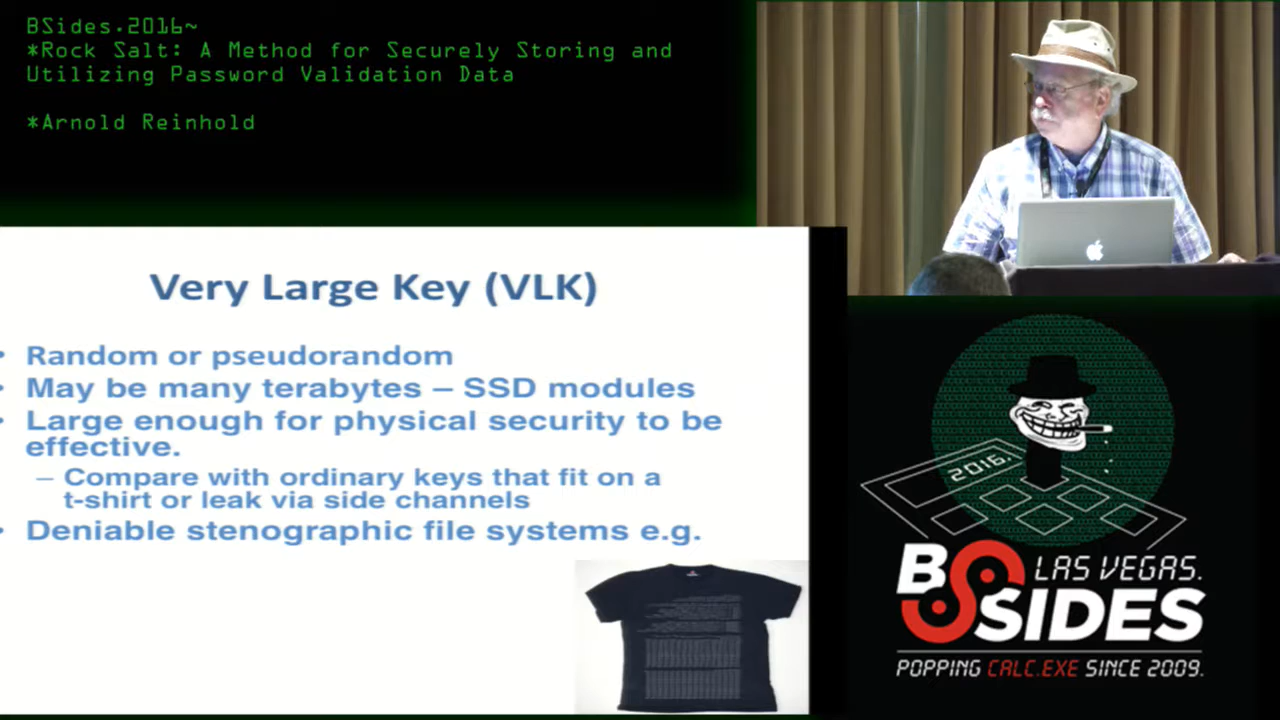 BSides.2016~
*Rock Salt: A Method for Securely Storing and
Utilizing Password Validation Data
*Arnold Reinhold
Very Large Key (VLK)
• Random or pseudorandom
• May be many terabytes – SSD modules
• Large enough for physical security to be
effective.
– Compare with ordinary keys that fit on a
t-shirt or leak via side channels
• Deniable stenographic file systems e.g.
2016.
BSIDES
LAS VEGAS.
POPPING CALC.EXE SINCE 2009.